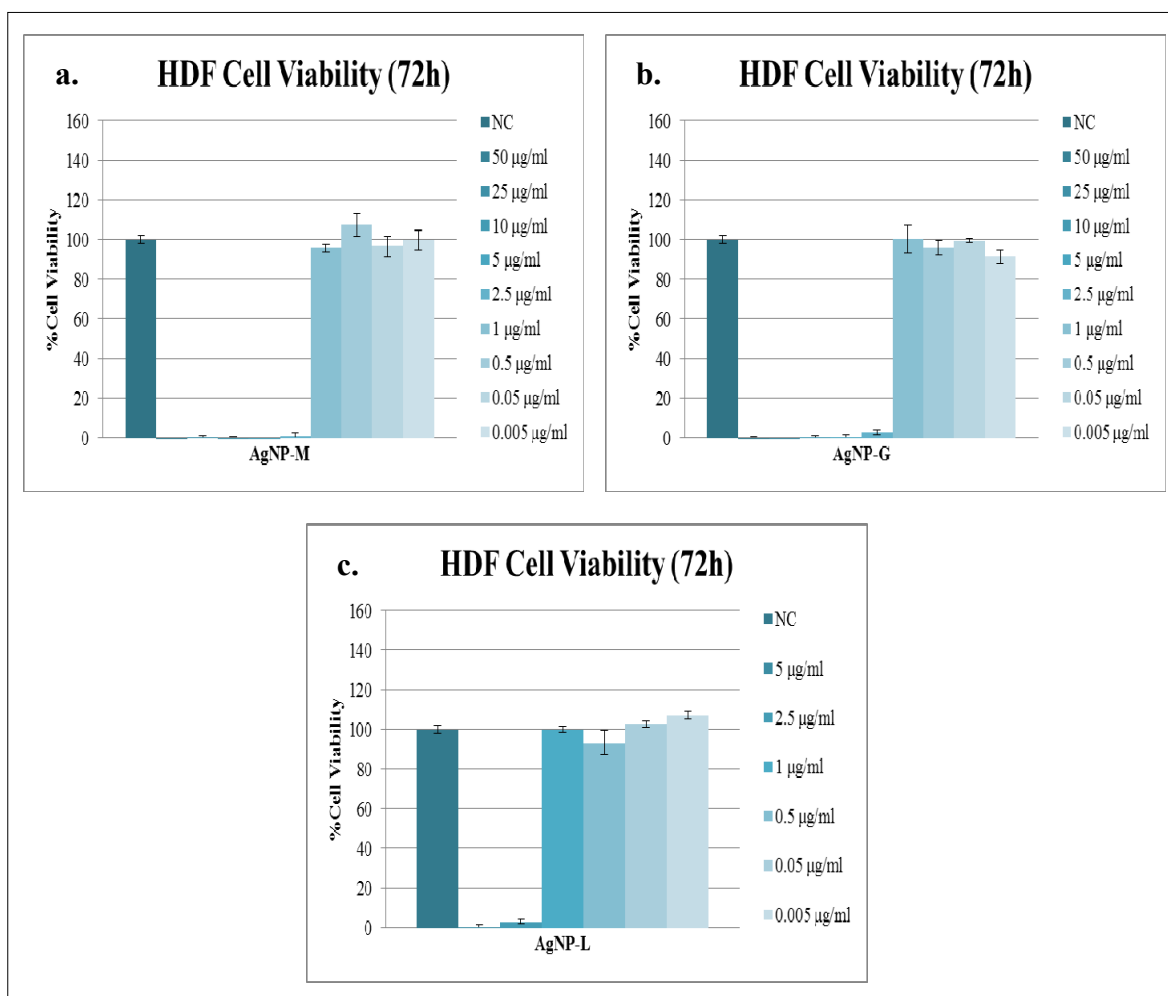 a.
HDF Cell Viability (72h)
%Cell Viability
160
140
120
100
80
60
40
20
0
AgNP-M
NC
50 µg/ml
25 µg/ml
10 µg/ml
5 µg/ml
2.5 µg/ml
1 µg/ml
0.5 µg/ml
0.05 µg/ml
0.005 µg/ml
b.
HDF Cell Viability (72h)
%Cell Viability
160
140
120
100
80
60
40
20
0
AgNP-G
NC
50 µg/ml
25 µg/ml
10 µg/ml
5 µg/ml
2.5 µg/ml
1 µg/ml
0.5 µg/ml
0.05 µg/ml
0.005 µg/ml
c.
HDF Cell Viability (72h)
%Cell Viability
160
140
120
100
80
60
40
20
0
AgNP-L
NC
5 µg/ml
2.5 µg/ml
1 µg/ml
0.5 µg/ml
0.05 µg/ml
0.005 µg/ml